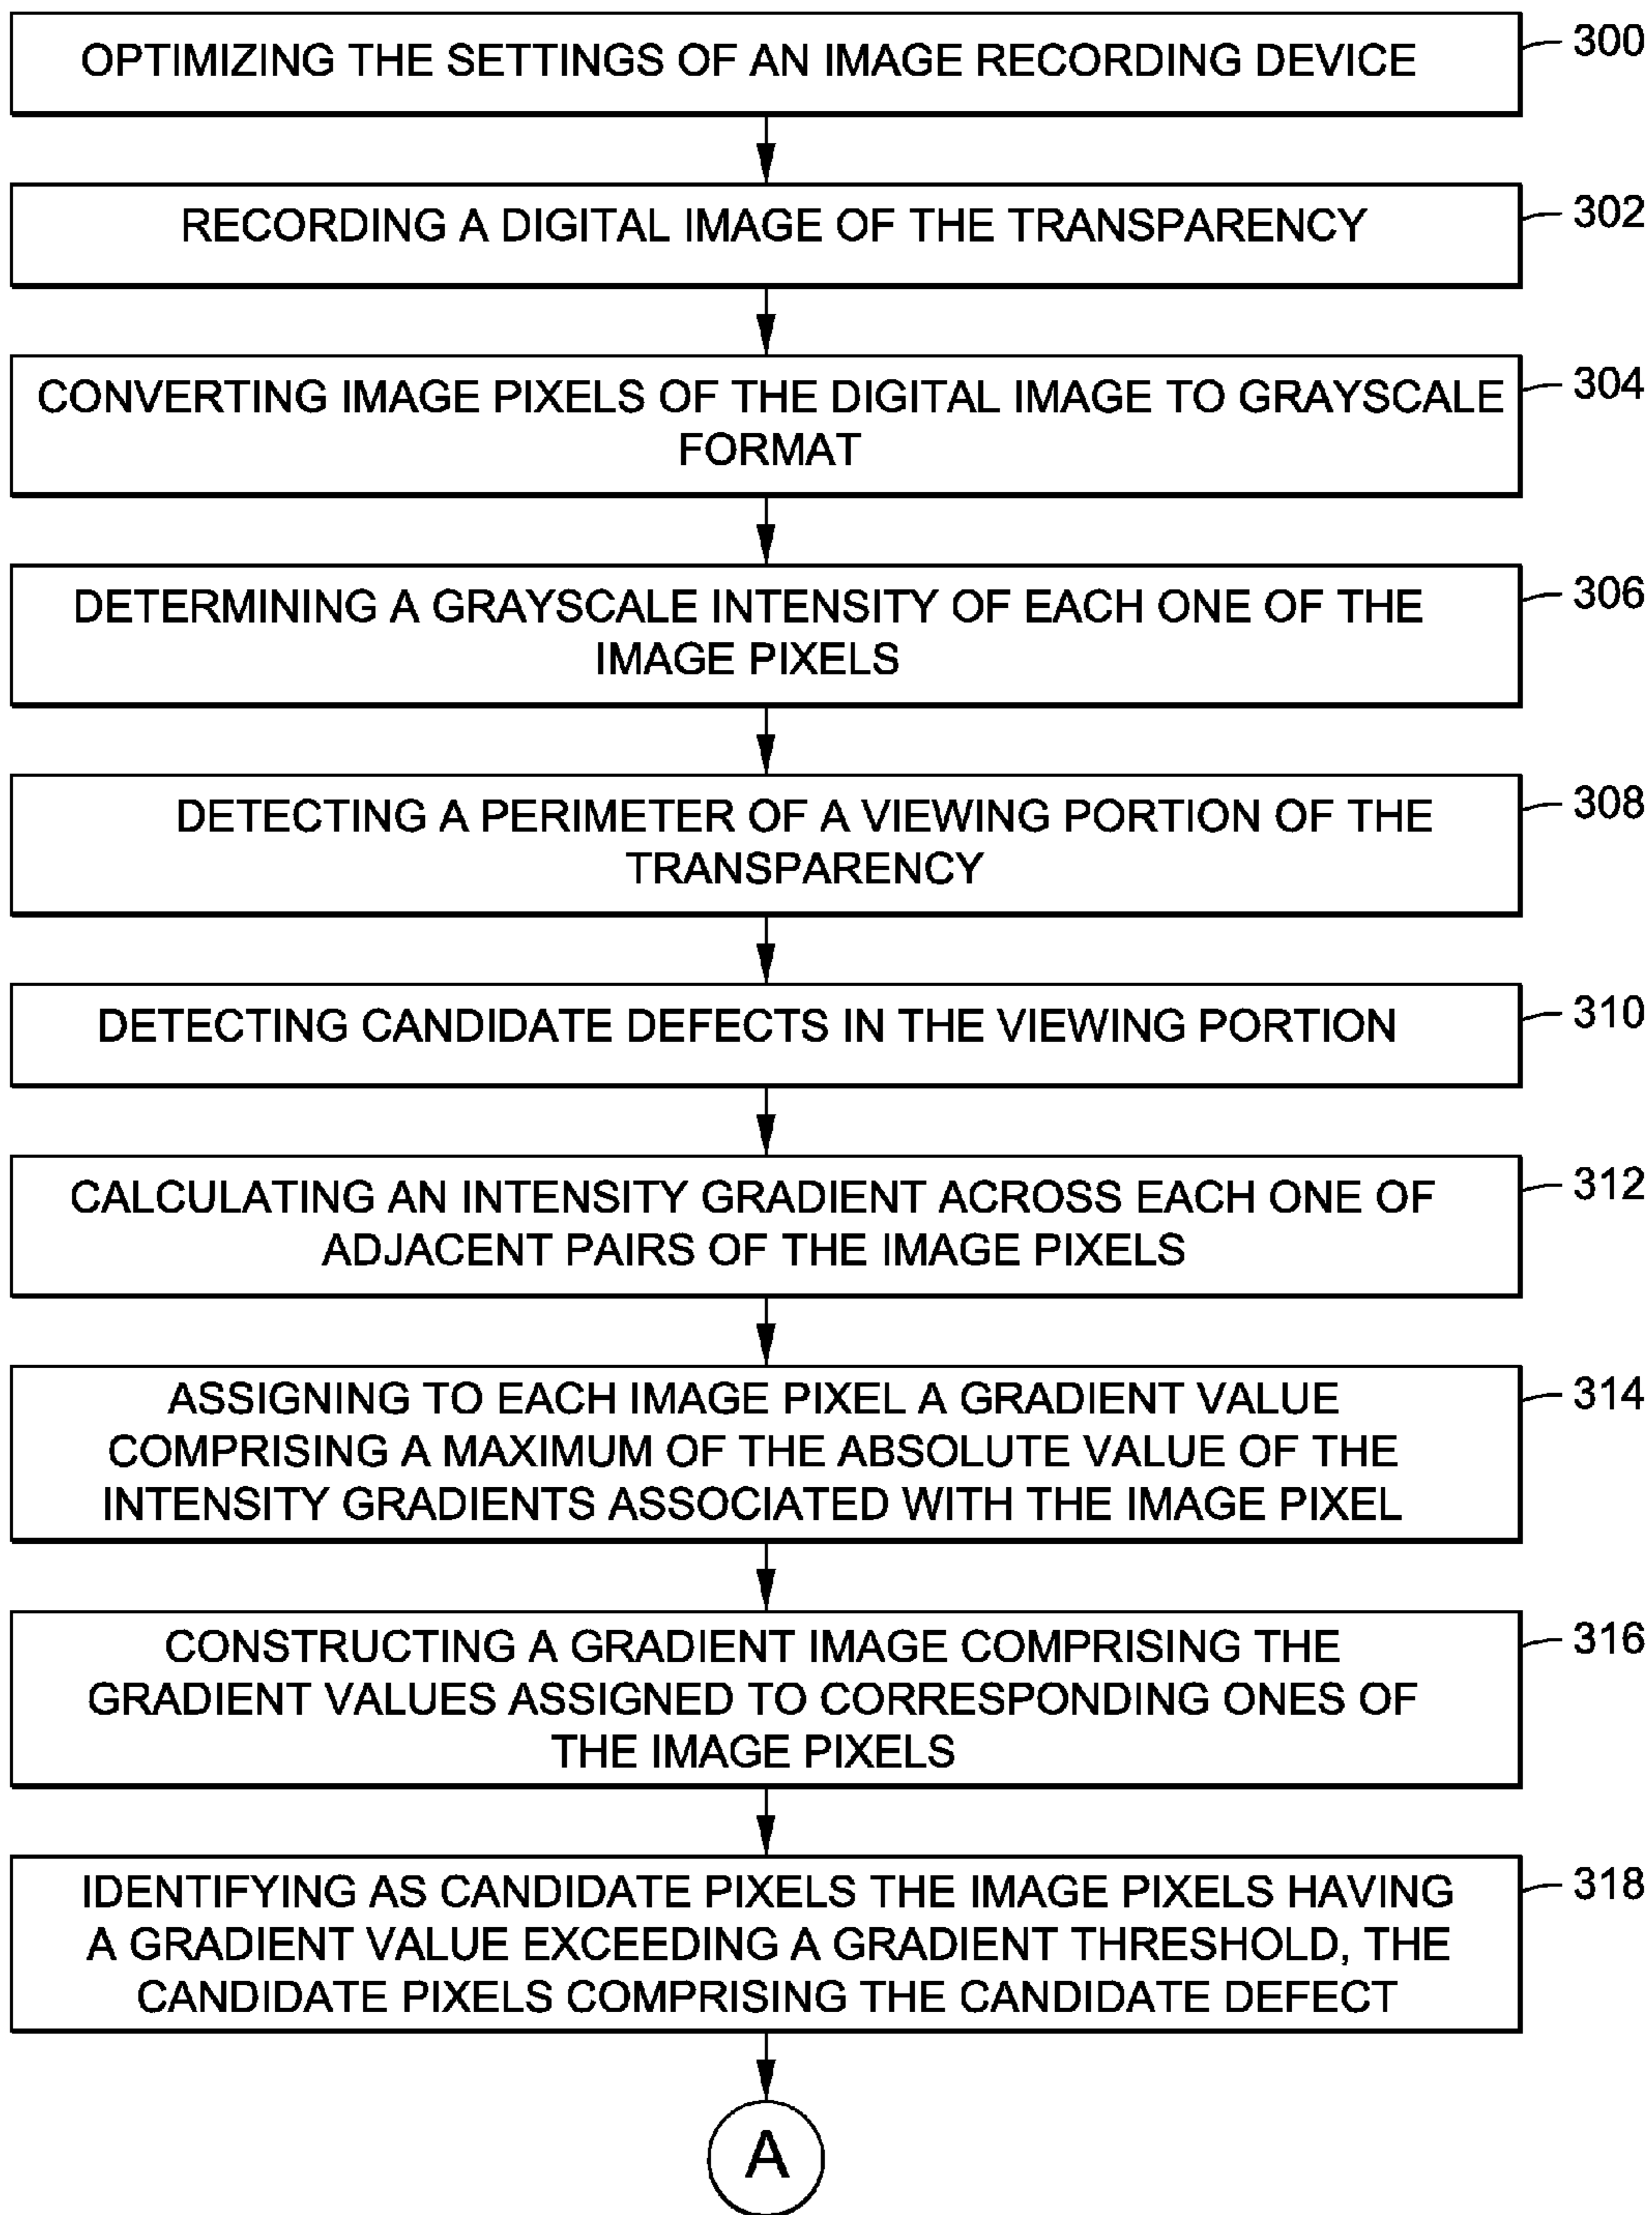 OPTIMIZING THE SETTINGS OF AN IMAGE RECORDING DEVICE
300
RECORDING A DIGITAL IMAGE OF THE TRANSPARENCY
302
CONVERTING IMAGE PIXELS OF THE DIGITAL IMAGE TO GRAYSCALE
FORMAT
304
DETERMINING A GRAYSCALE INTENSITY OF EACH ONE OF THE
IMAGE PIXELS
306
DETECTING A PERIMETER OF A VIEWING PORTION OF THE
TRANSPARENCY
308
DETECTING CANDIDATE DEFECTS IN THE VIEWING PORTION
310
CALCULATING AN INTENSITY GRADIENT ACROSS EACH ONE OF
ADJACENT PAIRS OF THE IMAGE PIXELS
312
ASSIGNING TO EACH IMAGE PIXEL A GRADIENT VALUE
COMPRISING A MAXIMUM OF THE ABSOLUTE VALUE OF THE
INTENSITY GRADIENTS ASSOCIATED WITH THE IMAGE PIXEL
314
CONSTRUCTING A GRADIENT IMAGE COMPRISING THE
GRADIENT VALUES ASSIGNED TO CORRESPONDING ONES OF
THE IMAGE PIXELS
316
IDENTIFYING AS CANDIDATE PIXELS THE IMAGE PIXELS HAVING
A GRADIENT VALUE EXCEEDING A GRADIENT THRESHOLD, THE
CANDIDATE PIXELS COMPRISING THE CANDIDATE DEFECT
318
A